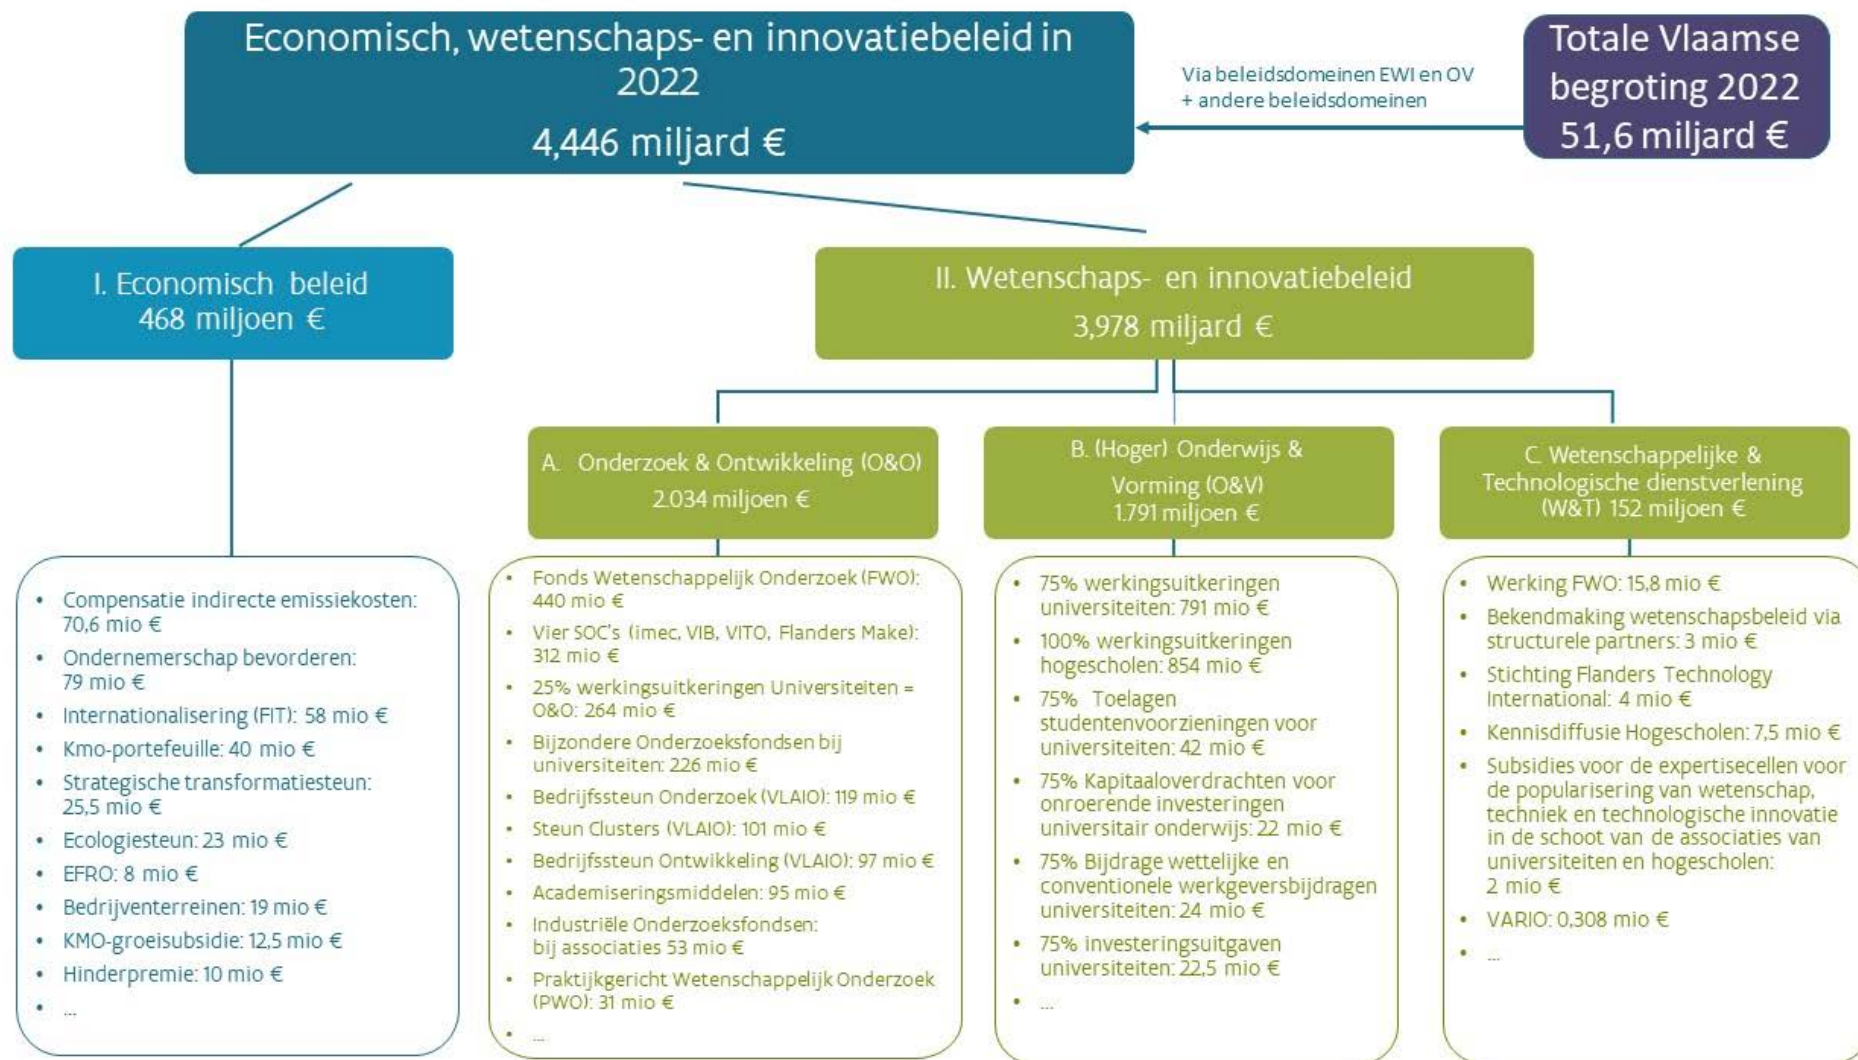 Economisch, wetenschaps- en innovatiebeleid in
2022
4,446 miljard €
Via beleidsdomeinen EWI en OV
+ andere beleidsdomeinen
Totale Vlaamse
begroting 2022
51,6 miljard €
I. Economisch beleid
468 miljoen €
II. Wetenschaps- en innovatiebeleid
3,978 miljard €
A. Onderzoek & Ontwikkeling (O&O)
2.034 miljoen €
B. (Hoger) Onderwijs &
Vorming (O&V)
1.791 miljoen €
C. Wetenschappelijke &
Technologische dienstverlening
(W&T) 152 miljoen €
• Compensatie indirecte emissiekosten:
70,6 mio €
• Ondernemerschap bevorderen:
79 mio €
• Internationalisering (FIT): 58 mio €
• Kmo-portefeuille: 40 mio €
• Strategische transformatiesteun:
25,5 mio €
• Ecologiesteun: 23 mio €
• EFRO: 8 mio €
• Bedrijventerreinen: 19 mio €
• KMO-groeisubsidie: 12,5 mio €
• Hinderpremie: 10 mio €
• ...
• Fonds Wetenschappelijk Onderzoek (FWO):
440 mio €
• Vier SOC's (imec, VIB, VITO, Flanders Make):
312 mio €
• 25% werkingsuitkeringen Universiteiten =
O&O: 264 mio €
• Bijzondere Onderzoeksfondsen bij
universiteiten: 226 mio €
• Bedrijfssteun Onderzoek (VLAIO): 119 mio €
• Steun Clusters (VLAIO): 101 mio €
• Bedrijfssteun Ontwikkeling (VLAIO): 97 mio €
• Academiseringsmiddelen: 95 mio €
• Industriële Onderzoeksfondsen:
bij associaties 53 mio €
• Praktijkgericht Wetenschappelijk Onderzoek
(PWO): 31 mio €
• ...
• 75% werkingsuitkeringen
universiteiten: 791 mio €
• 100% werkingsuitkeringen
hogescholen: 854 mio €
• 75% Toelagen
studentenvoorzieningen voor
universiteiten: 42 mio €
• 75% Kapitaaloverdrachten voor
onroerende investeringen
universitair onderwijs: 22 mio €
• 75% Bijdrage wettelijke en
conventionele werkgeversbijdragen
universiteiten: 24 mio €
• 75% investeringsuitgaven
universiteiten: 22,5 mio €
• ...
• Werking FWO: 15,8 mio €
• Bekendmaking wetenschapsbeleid via
structurele partners: 3 mio €
• Stichting Flanders Technology
International: 4 mio €
• Kennisdiffusie Hogescholen: 7,5 mio €
• Subsidies voor de expertisecellen voor
de popularisering van wetenschap,
techniek en technologische innovatie
in de schoot van de associaties van
universiteiten en hogescholen:
2 mio €
• VARIO: 0,308 mio €
• ...